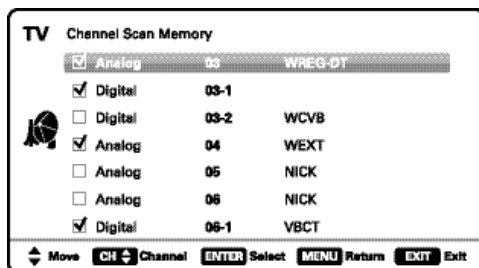 TV Channel Scan Memory
Analog 03 WREG-DT
Digital 03-1
Digital 03-2 WCVB
Analog 04 WEXT
Analog 05 NICK
Analog 06 NICK
Digital 06-1 VBCT
Move CH Channel ENTER Select MENU Return EXIT Exit